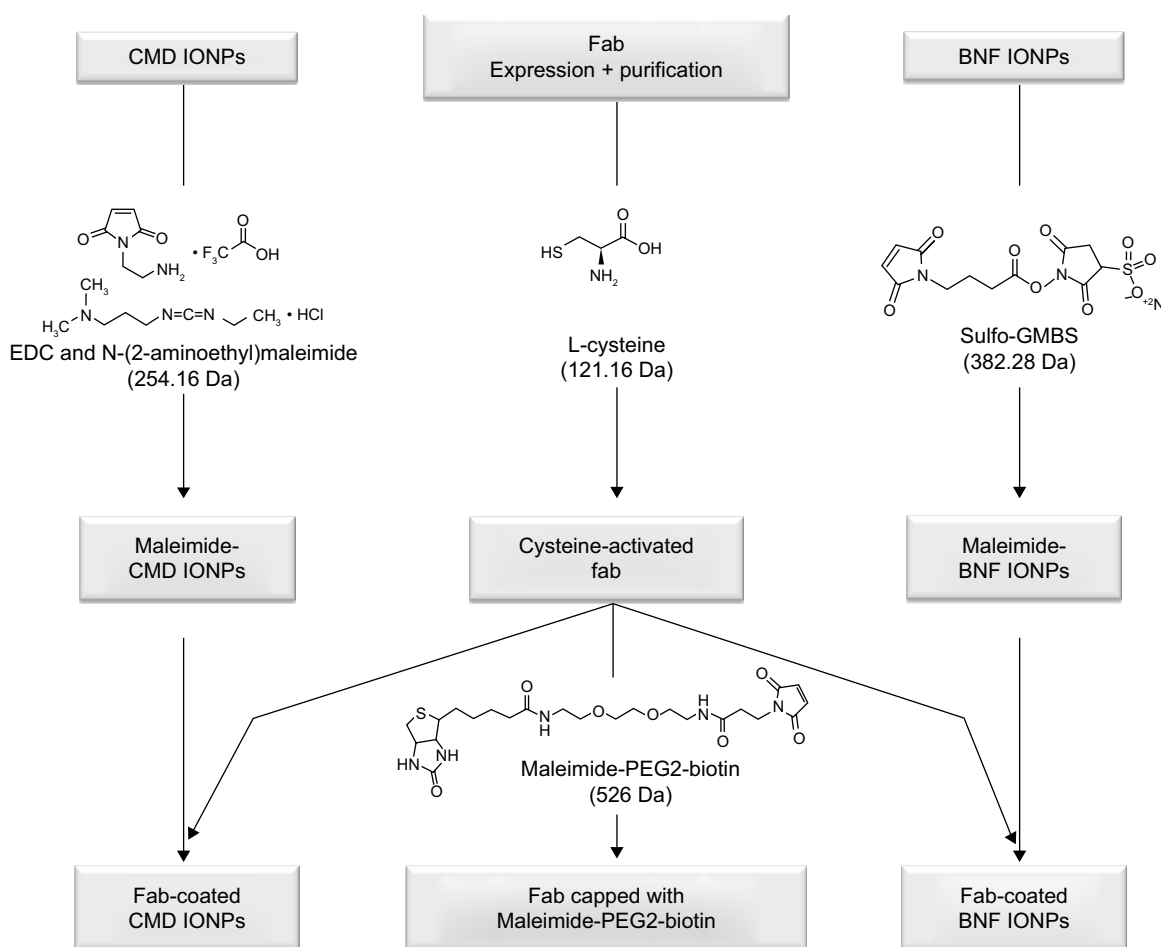 CMD IONPs
Fab
Expression + purification
BNF IONPs
O
N
O
NH2
• F3C
O
OH
CH3
H3C
N
N=C=N
CH3 • HCl
EDC and N-(2-aminoethyl)maleimide
(254.16 Da)
HS
O
OH
NH2
L-cysteine
(121.16 Da)
O
N
O
O
O
O
N
O
O
S
O
O
+2N
Sulfo-GMBS
(382.28 Da)
Maleimide-
CMD IONPs
Cysteine-activated
fab
Maleimide-
BNF IONPs
S
HN
NH
O
O
N
H
O
O
H
N
O
O
N
O
Maleimide-PEG2-biotin
(526 Da)
Fab-coated
CMD IONPs
Fab capped with
Maleimide-PEG2-biotin
Fab-coated
BNF IONPs